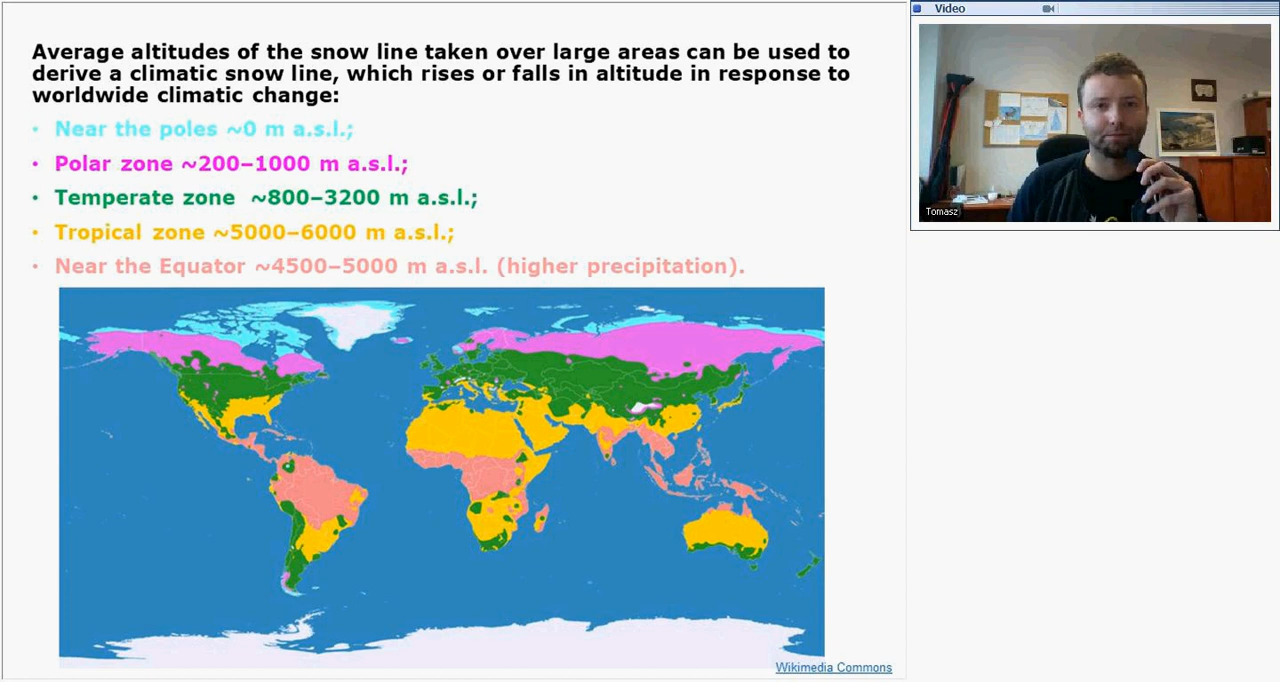 Average altitudes of the snow line taken over large areas can be used to
derive a climatic snow line, which rises or falls in altitude in response to
worldwide climatic change:
• Near the poles ~0 m a.s.l.;
• Polar zone ~200–1000 m a.s.l.;
• Temperate zone ~800–3200 m a.s.l.;
• Tropical zone ~5000–6000 m a.s.l.;
• Near the Equator ~4500–5000 m a.s.l. (higher precipitation).
Wikimedia Commons
Video
Tomasz